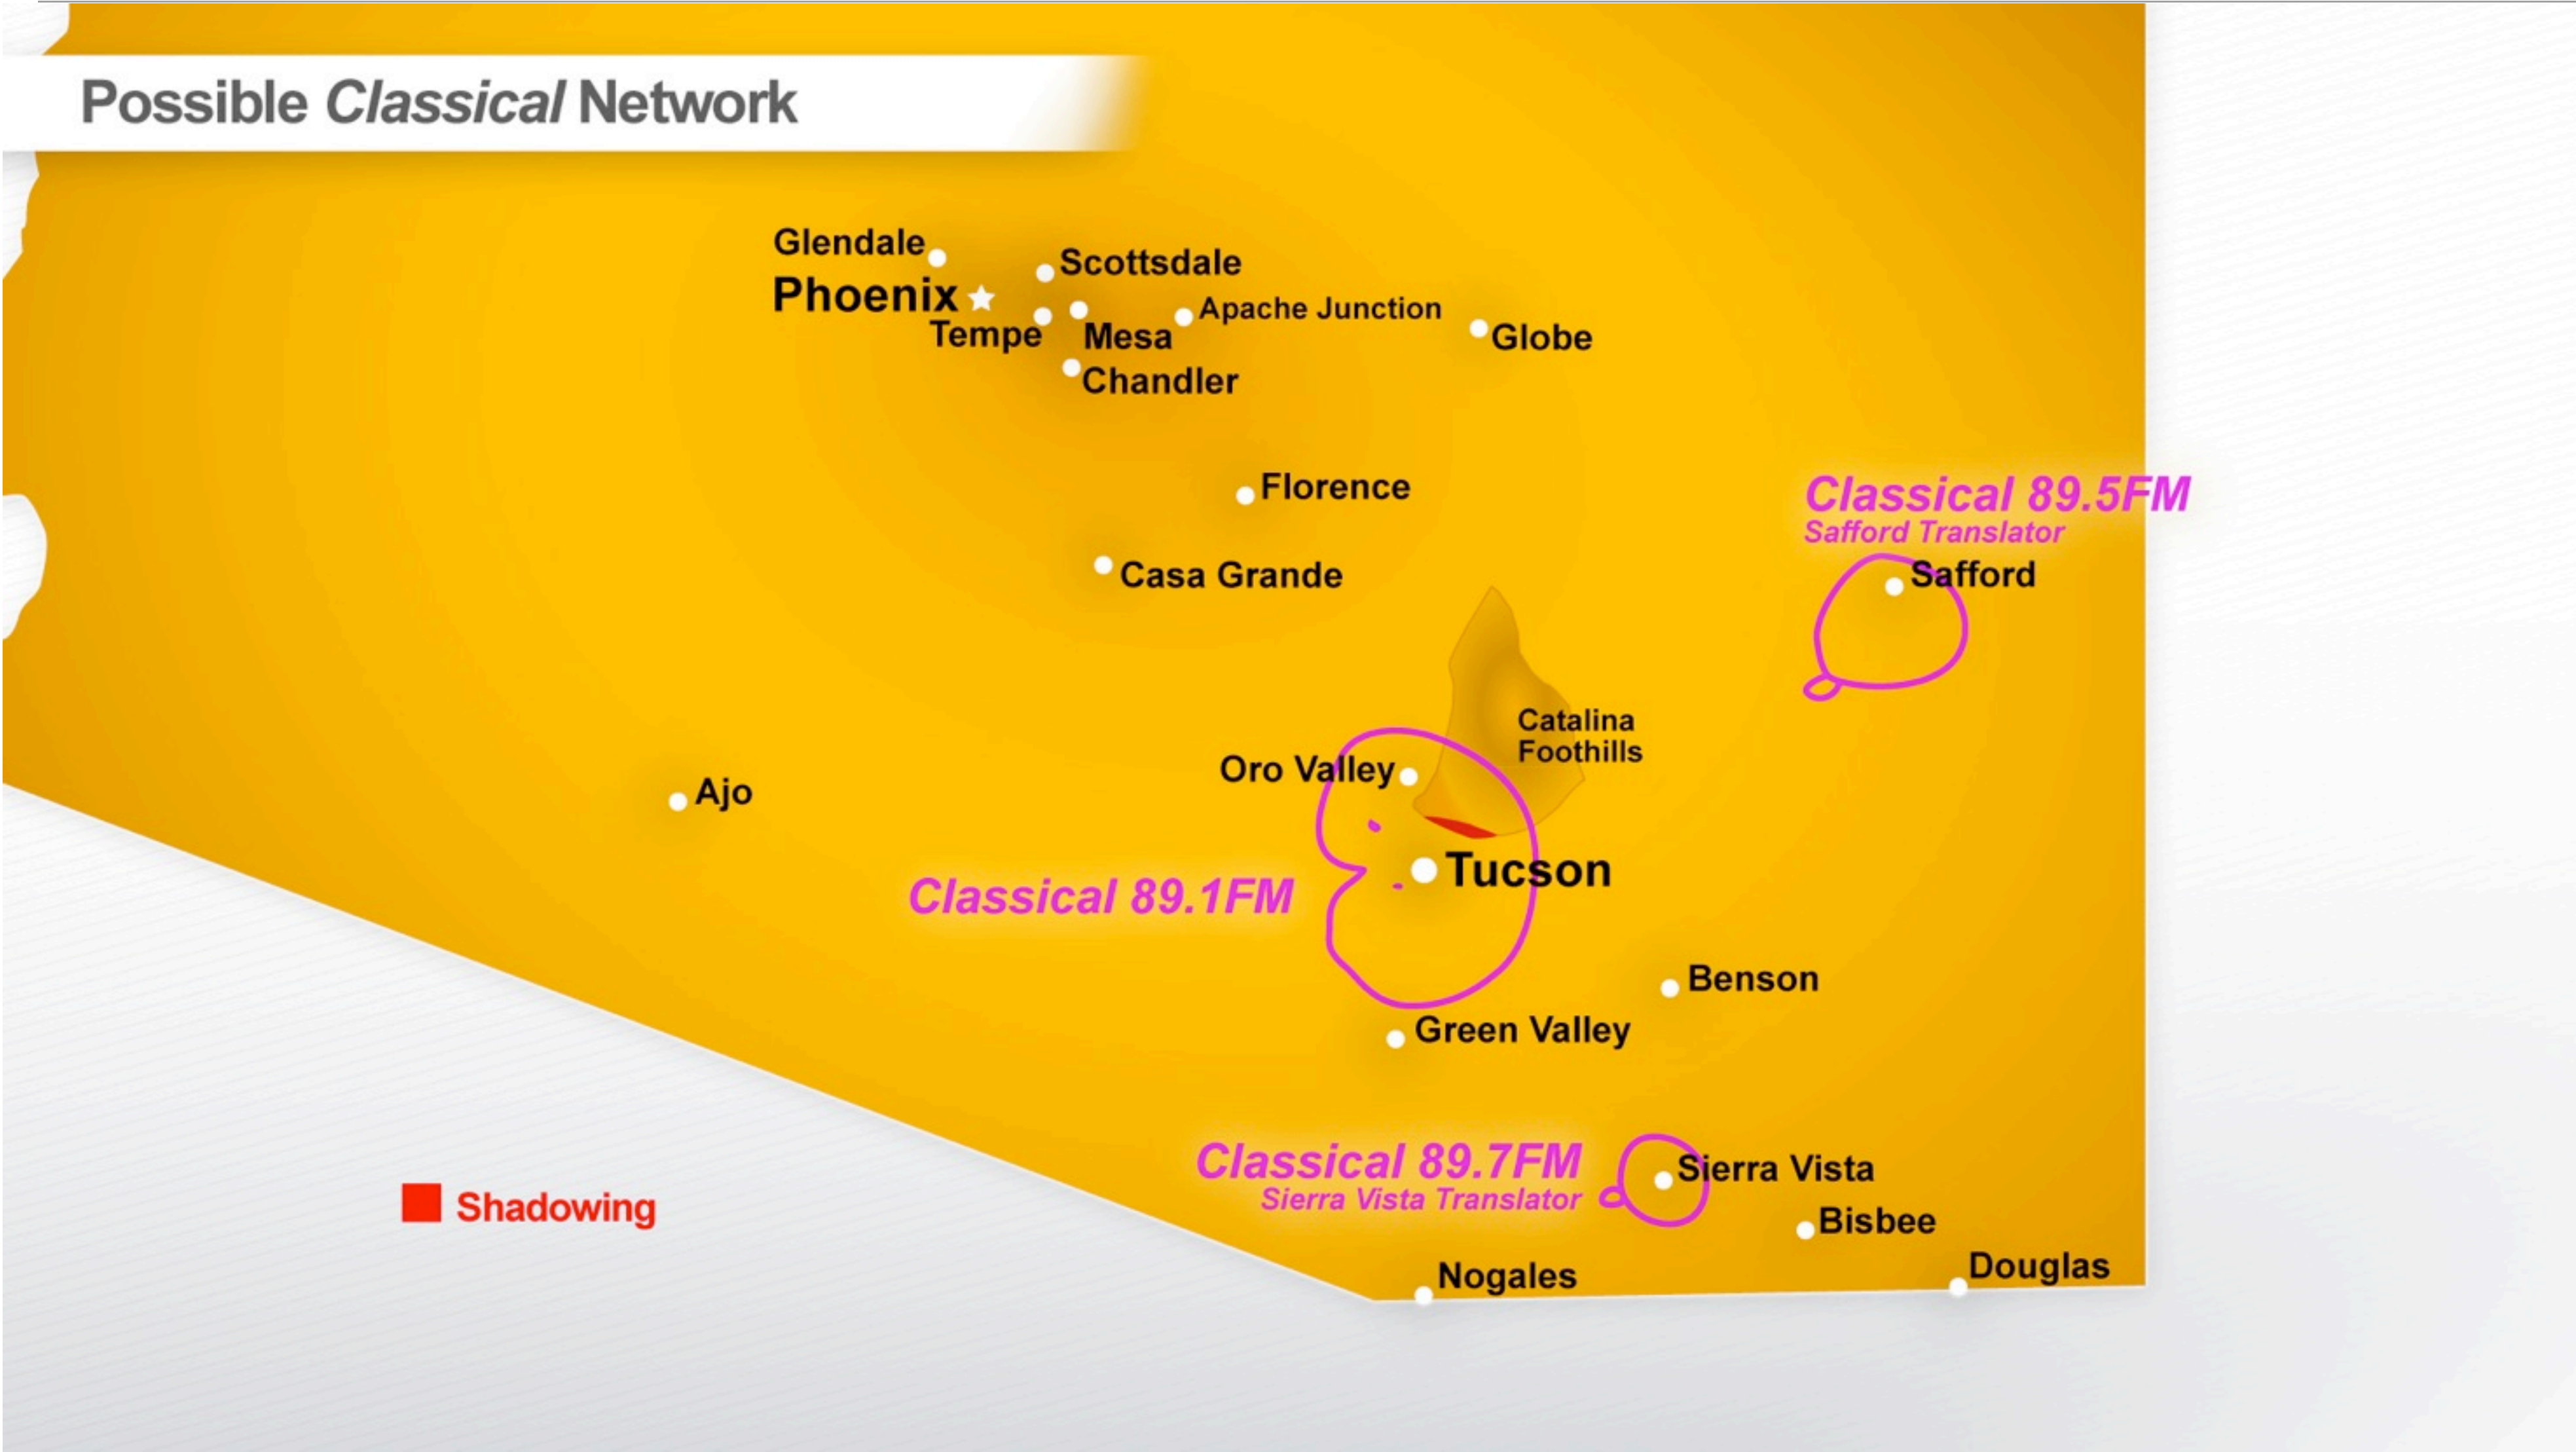 Possible Classical Network
Glendale
Scottsdale
Phoenix
Apache Junction
Tempe
Mesa
Globe
Chandler
Florence
Classical 89.5FM
Safford Translator
Casa Grande
Safford
Catalina
Foothills
Oro Valley
Ajo
Tucson
Classical 89.1FM
Benson
Green Valley
Classical 89.7FM
Sierra Vista Translator
Sierra Vista
Shadowing
Bisbee
Nogales
Douglas